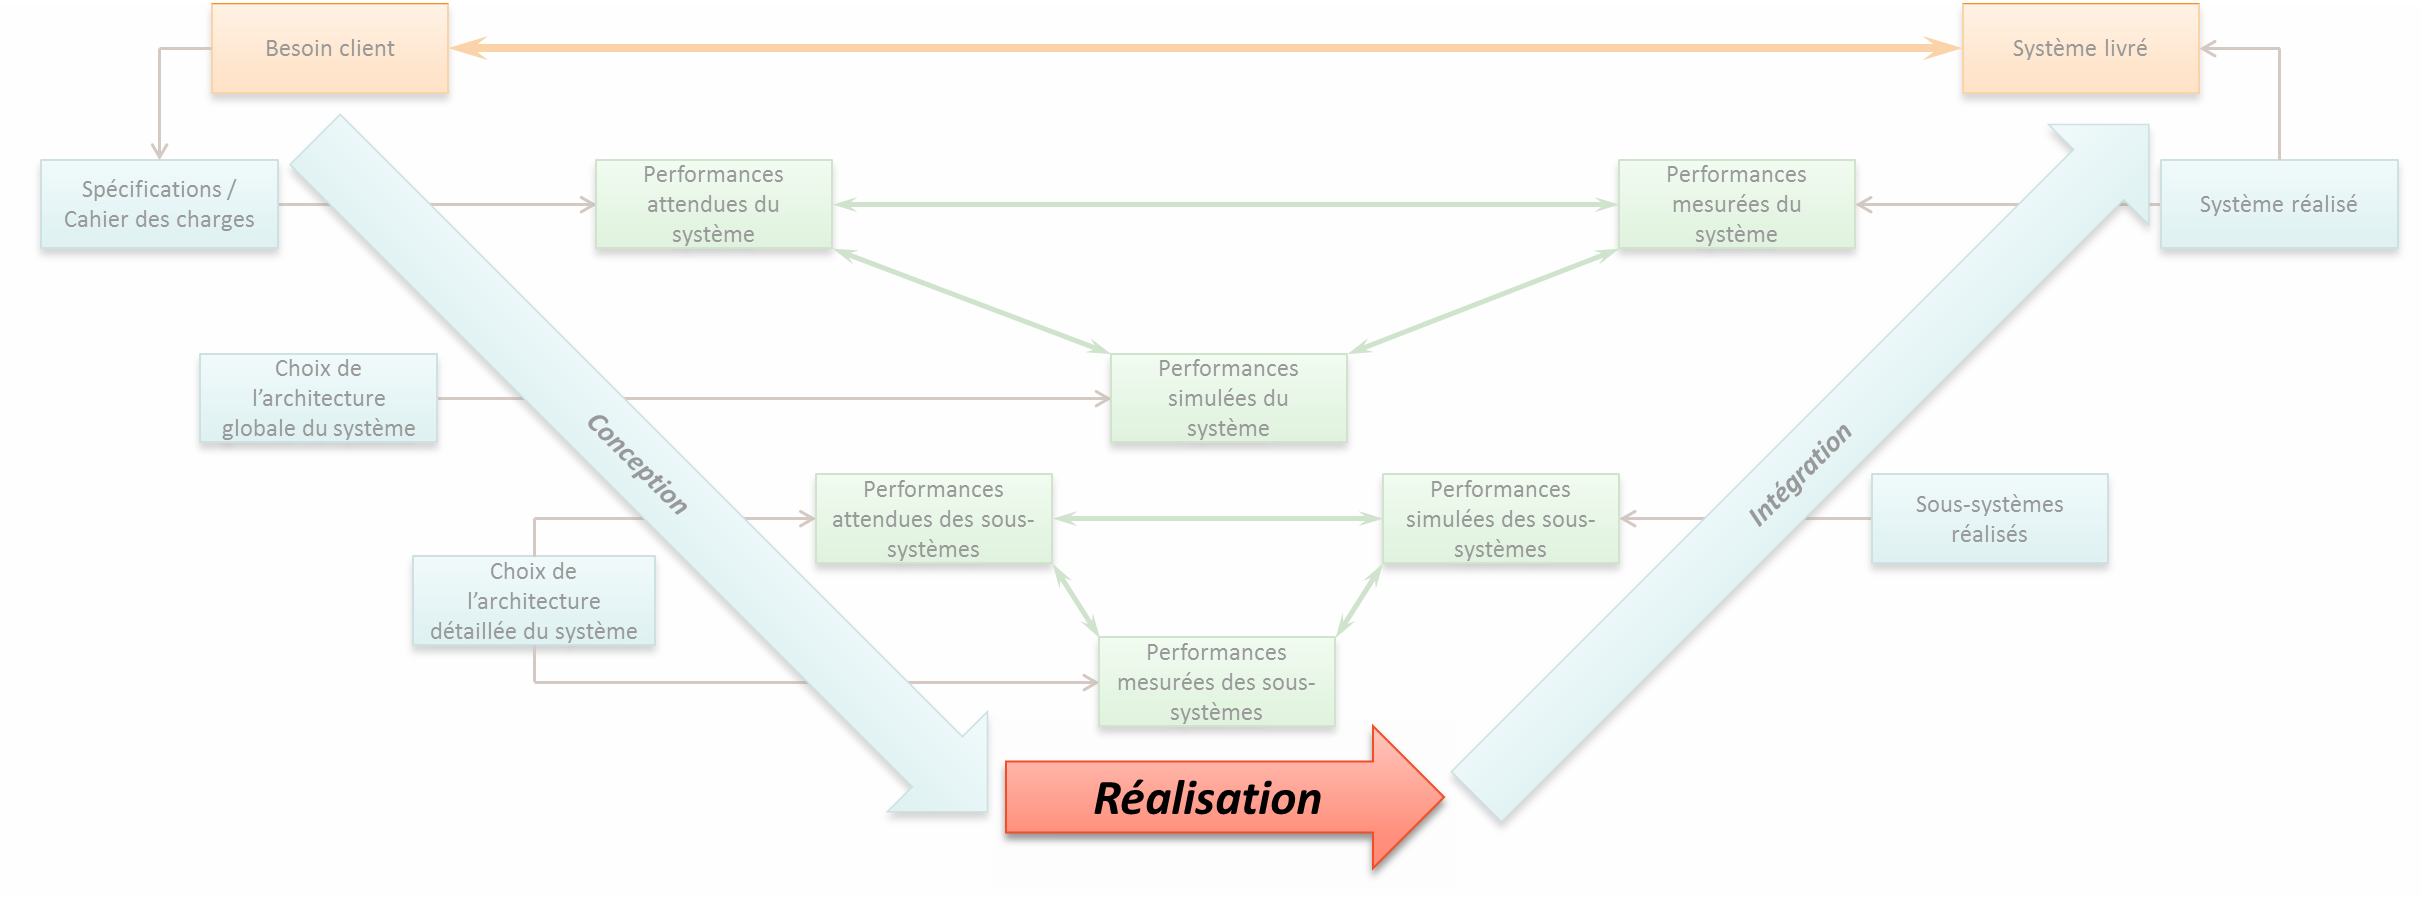 Besoin client
Système livré
Spécifications /
Cahier des charges
Performances
attendues du
système
Performances
mesurées du
système
Système réalisé
Choix de
l’architecture
globale du système
Performances
simulées du
système
Conception
Intégration
Performances
attendues des sous-
systèmes
Performances
simulées des sous-
systèmes
Sous-systèmes
réalisés
Choix de
l’architecture
détaillée du système
Performances
mesurées des sous-
systèmes
Réalisation